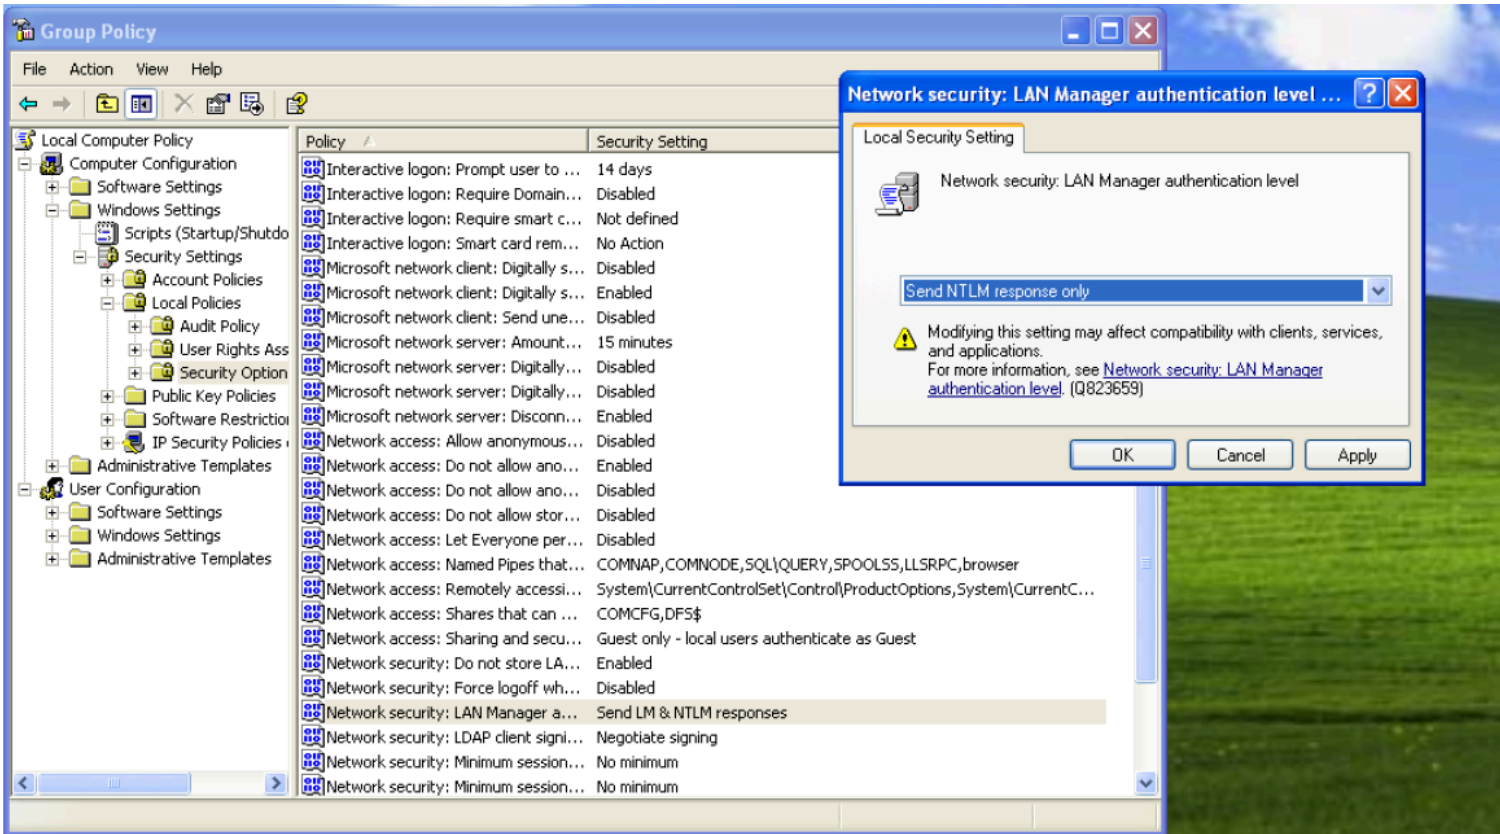 Group Policy
File Action View Help
Local Computer Policy
Computer Configuration
Software Settings
Windows Settings
Scripts (Startup/Shutdo
Security Settings
Account Policies
Local Policies
Audit Policy
User Rights Ass
Security Option
Public Key Policies
Software Restriction
IP Security Policies
Administrative Templates
User Configuration
Software Settings
Windows Settings
Administrative Templates
Policy Security Setting
Interactive logon: Prompt user to ... 14 days
Interactive logon: Require Domain... Disabled
Interactive logon: Require smart c... Not defined
Interactive logon: Smart card rem... No Action
Microsoft network client: Digitally s... Disabled
Microsoft network client: Digitally s... Enabled
Microsoft network client: Send une... Disabled
Microsoft network server: Amount... 15 minutes
Microsoft network server: Digitally... Disabled
Microsoft network server: Digitally... Disabled
Microsoft network server: Disconn... Enabled
Network access: Allow anonymous... Disabled
Network access: Do not allow ano... Enabled
Network access: Do not allow ano... Disabled
Network access: Do not allow stor... Disabled
Network access: Let Everyone per... Disabled
Network access: Named Pipes that... COMNAP,COMNODE,SQL\QUERY,SPOOLSS,LLSRPC,browser
Network access: Remotely accessi... System\CurrentControlSet\Control\ProductOptions,System\CurrentC...
Network access: Shares that can ... COMCFG,DFS$
Network access: Sharing and secu... Guest only - local users authenticate as Guest
Network security: Do not store LA... Enabled
Network security: Force logoff wh... Disabled
Network security: LAN Manager a... Send LM & NTLM responses
Network security: LDAP client signi... Negotiate signing
Network security: Minimum session... No minimum
Network security: Minimum session... No minimum
Network security: LAN Manager authentication level ...
Local Security Setting
Network security: LAN Manager authentication level
Send NTLM response only
Modifying this setting may affect compatibility with clients, services,
and applications.
For more information, see Network security: LAN Manager
authentication level. (Q823659)
OK Cancel Apply